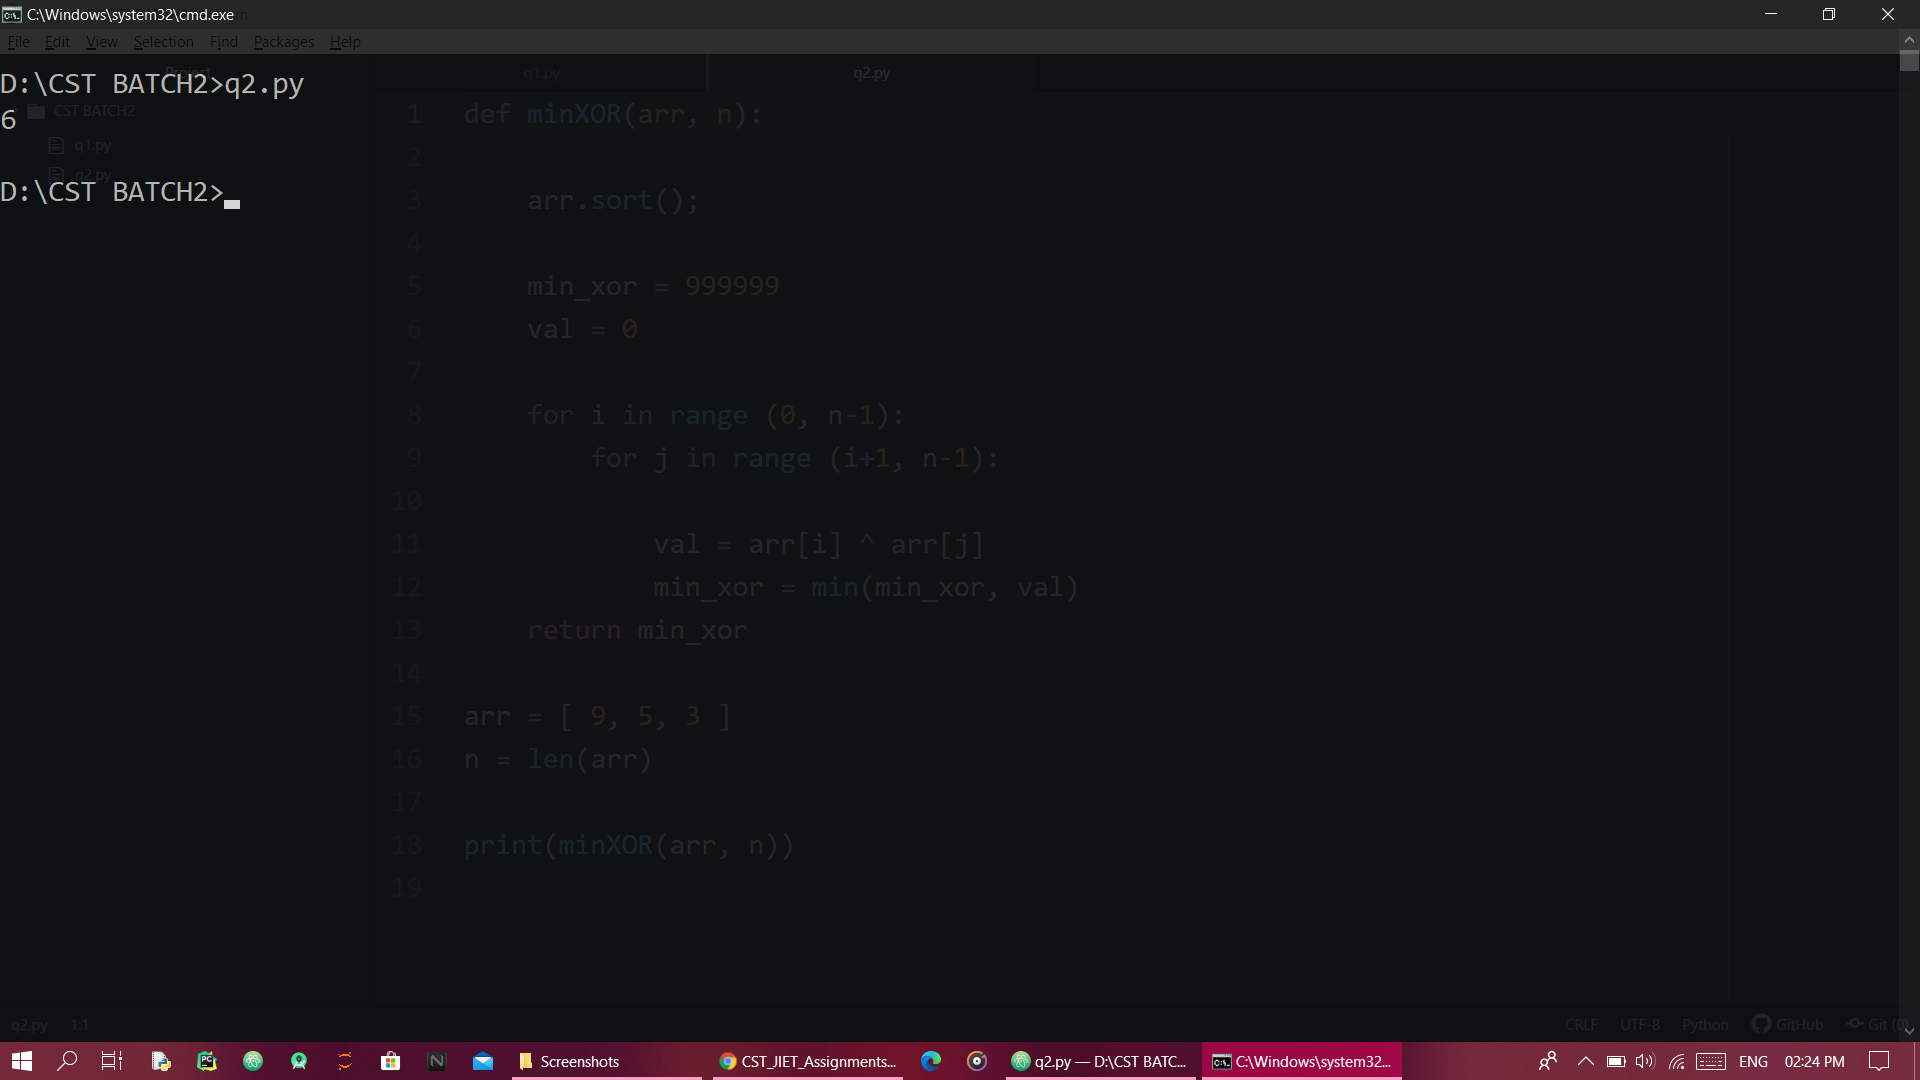 C:\Windows\system32\cmd.exe
File Edit View Selection Find Packages Help
D:\CST BATCH2>q2.py
6
D:\CST BATCH2>
Project
CST BATCH2
q1.py
q2.py
q1.py
q2.py
1 def minXOR(arr, n):
2
3 arr.sort();
4
5 min_xor = 999999
6 val = 0
7
8 for i in range (0, n-1):
9 for j in range (i+1, n-1):
10
11 val = arr[i] ^ arr[j]
12 min_xor = min(min_xor, val)
13 return min_xor
14
15 arr = [ 9, 5, 3 ]
16 n = len(arr)
17
18 print(minXOR(arr, n))
19
q2.py 1:1
CRLF UTF-8 Python GitHub Git (0)
Screenshots
CST_JIET_Assignments...
q2.py — D:\CST BATC...
C:\Windows\system32...
ENG 02:24 PM